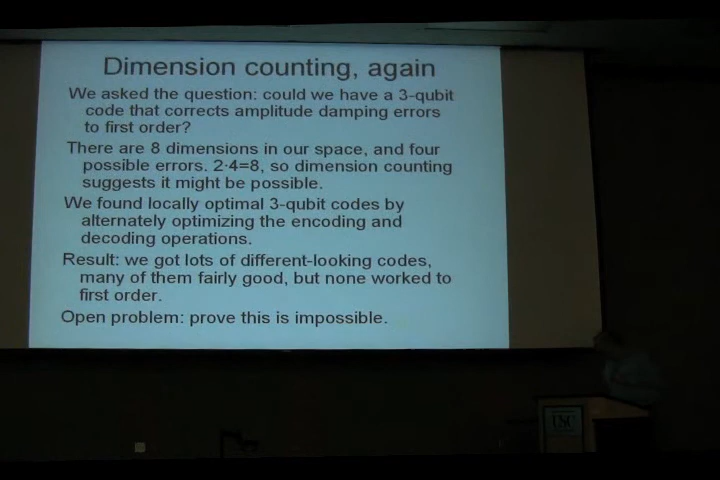 Dimension counting, again
We asked the question: could we have a 3-qubit
code that corrects amplitude damping errors
to first order?
There are 8 dimensions in our space, and four
possible errors. 2·4=8, so dimension counting
suggests it might be possible.
We found locally optimal 3-qubit codes by
alternately optimizing the encoding and
decoding operations.
Result: we got lots of different-looking codes,
many of them fairly good, but none worked to
first order.
Open problem: prove this is impossible.
USC